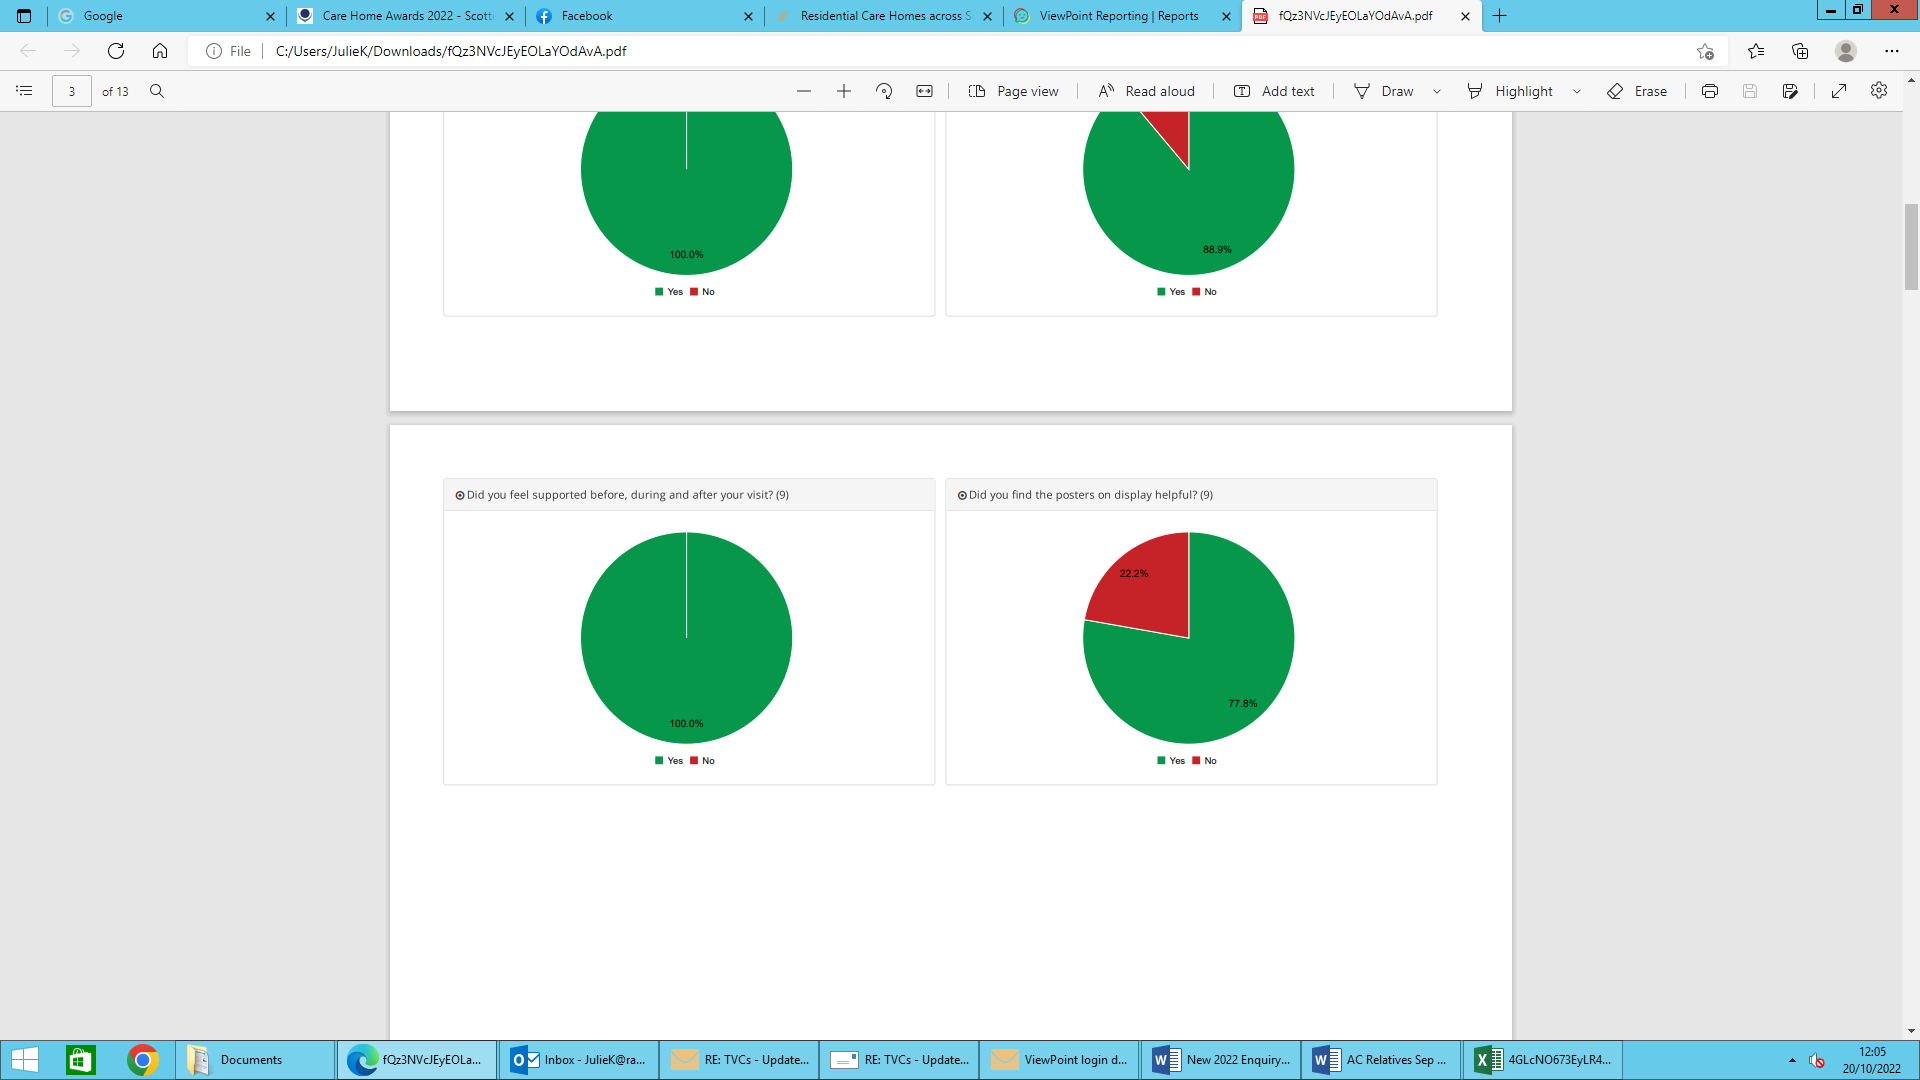 Google
Care Home Awards 2022 - Scotti
Facebook
Residential Care Homes across S
ViewPoint Reporting | Reports
fQz3NVcJEyEOLaYOdAvA.pdf
File
C:/Users/JulieK/Downloads/fQz3NVcJEyEOLaYOdAvA.pdf
3 of 13
Page view
Read aloud
Add text
Draw
Highlight
Erase
100.0%
Yes No
88.9%
Yes No
Did you feel supported before, during and after your visit? (9)
100.0%
Yes No
Did you find the posters on display helpful? (9)
22.2%
77.8%
Yes No
Documents
fQz3NVcJEyEOLa...
Inbox - JulieK@ra...
RE: TVCs - Update...
RE: TVCs - Update...
ViewPoint login d...
New 2022 Enquiry...
AC Relatives Sep ...
4GLcNO673EyLR4...
12:05
20/10/2022